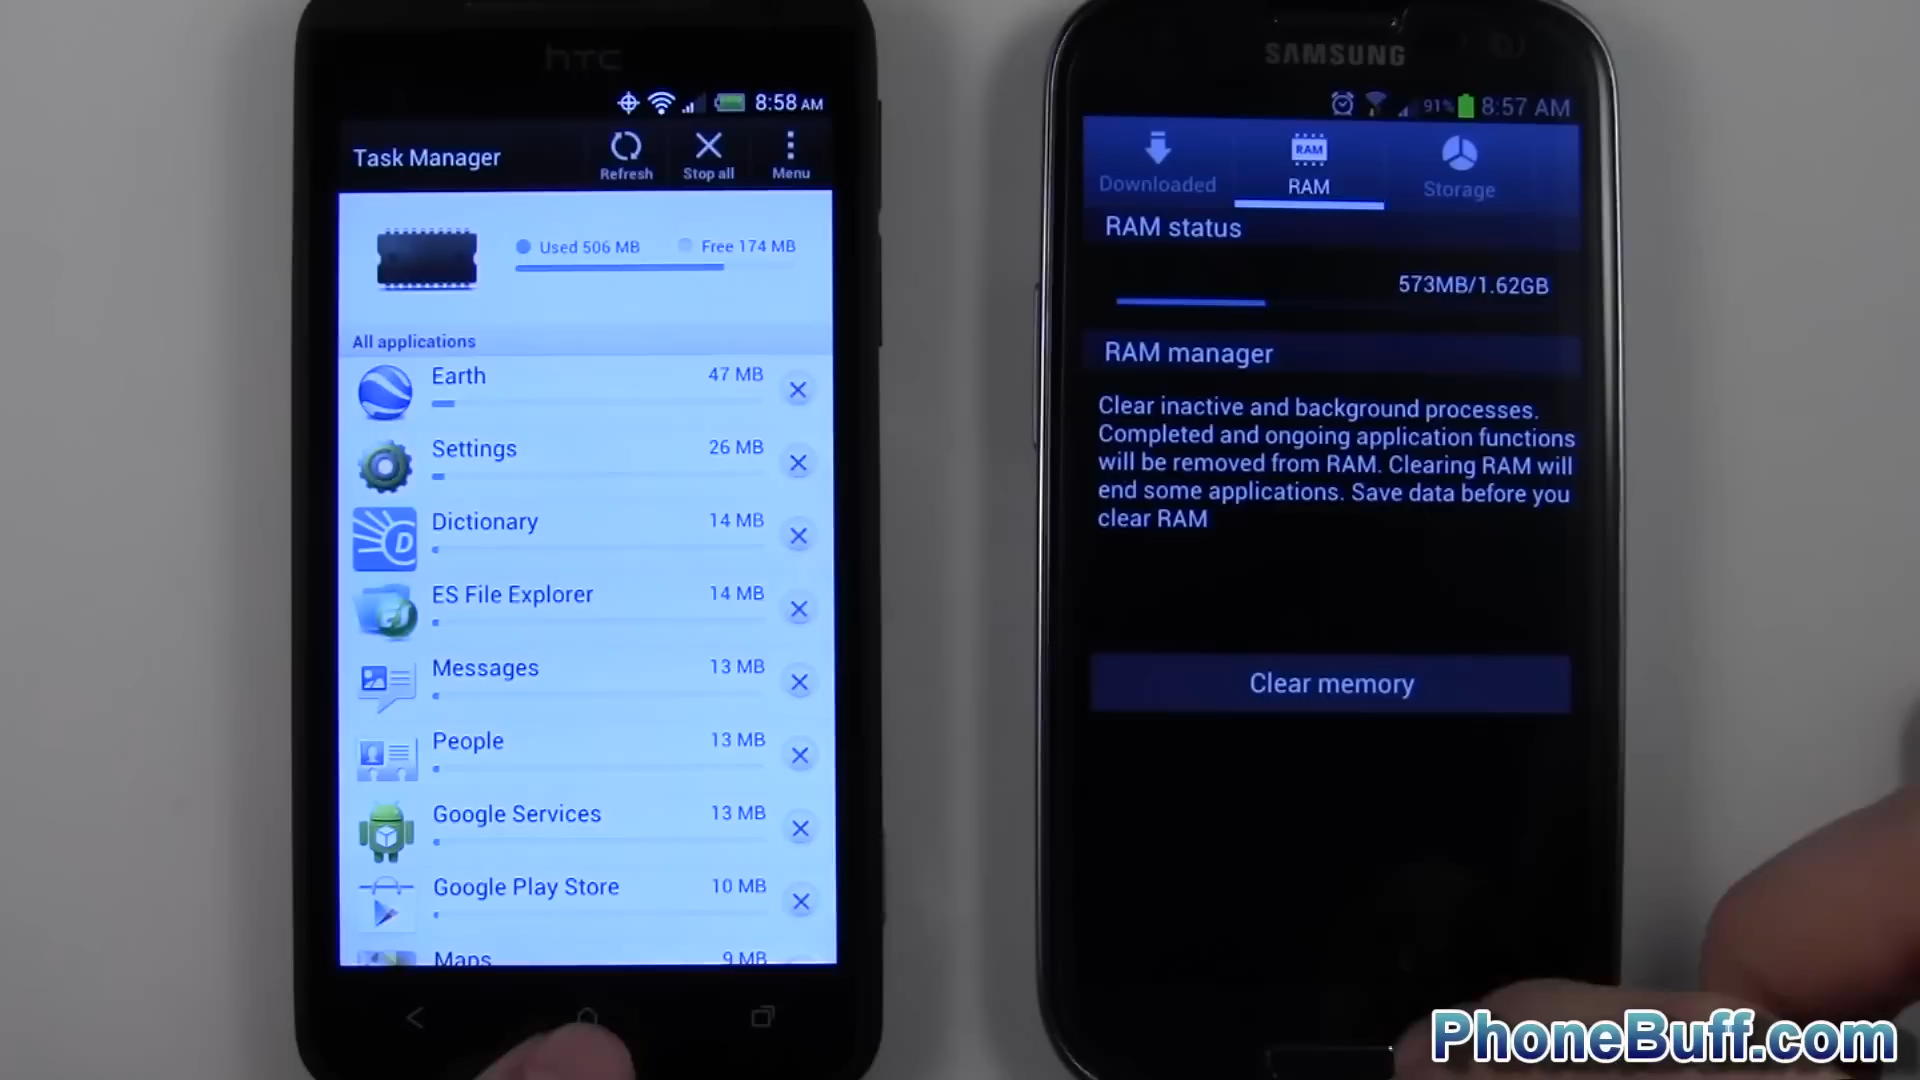 hTC
8:58 AM
Task Manager
Refresh
Stop all
Menu
Used 506 MB
Free 174 MB
All applications
Earth
47 MB
Settings
26 MB
Dictionary
14 MB
D
ES File Explorer
14 MB
Messages
13 MB
People
13 MB
Google Services
13 MB
Google Play Store
10 MB
Maps
9 MB
SAMSUNG
91%
8:57 AM
Downloaded
RAM
RAM
Storage
RAM status
573MB/1.62GB
RAM manager
Clear inactive and background processes.
Completed and ongoing application functions
will be removed from RAM. Clearing RAM will
end some applications. Save data before you
clear RAM
Clear memory
PhoneBuff.com